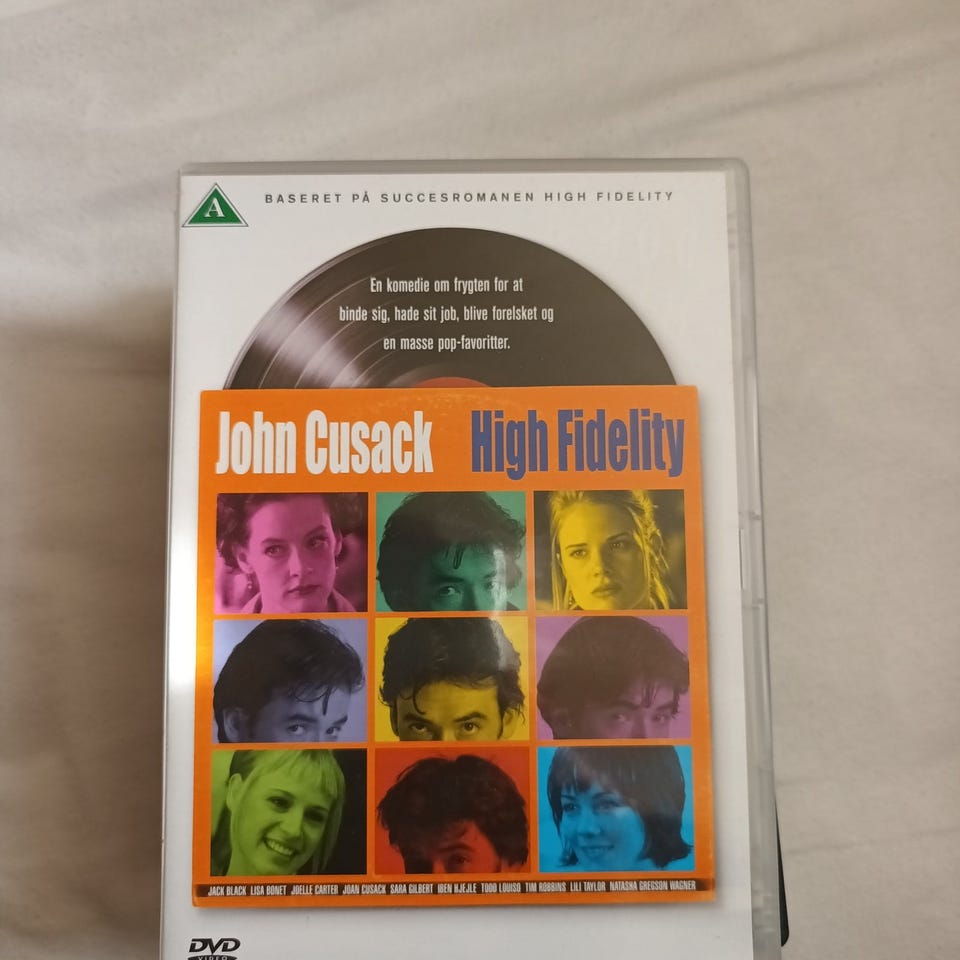 A
BASERET PÅ SUCCESROMANEN HIGH FIDELITY
En komedie om frygten for at
binde sig, hade sit job, blive forelsket og
en masse pop-favoritter.
John Cusack High Fidelity
JACK BLACK LISA BONET JOELLE CARTER JOAN CUSACK SARA GILBERT IBEN HJEJLE TODD LOUISO TIM ROBBINS LILI TAYLOR NATASHA GREGSON WAGNER
DVD
VIDEO